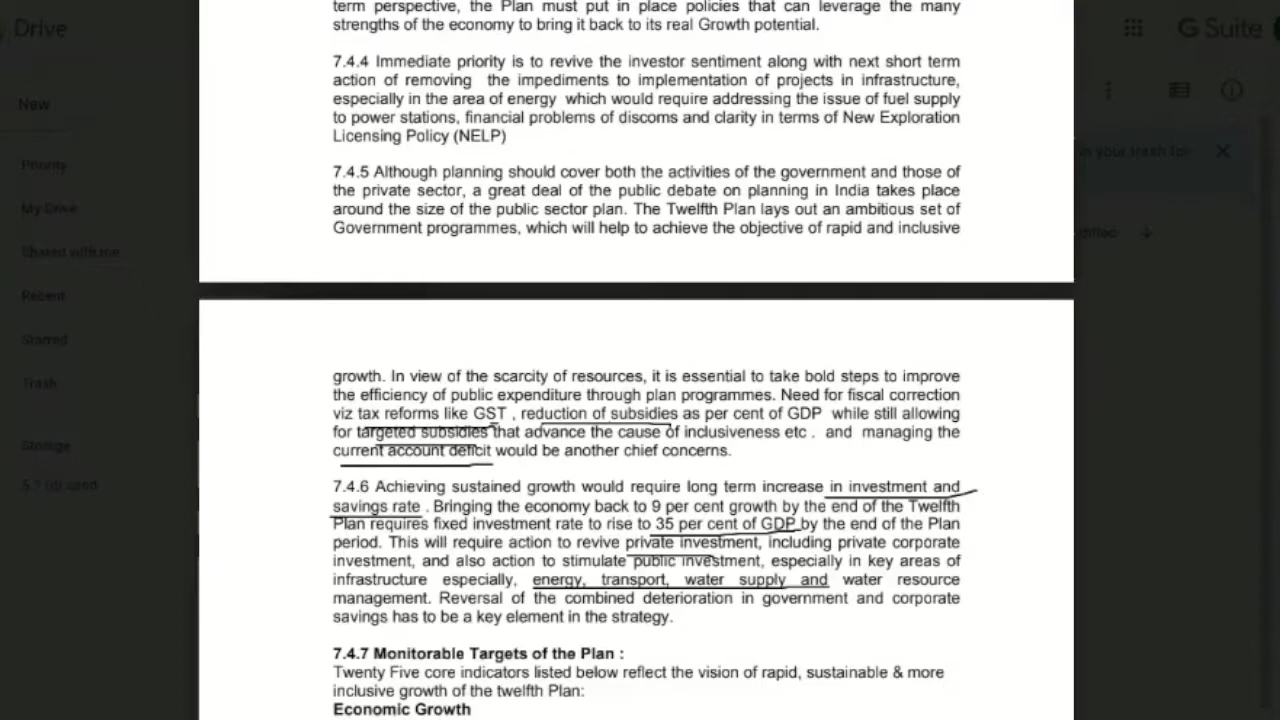 term perspective, the Plan must put in place policies that can leverage the many
strengths of the economy to bring it back to its real Growth potential.
7.4.4 Immediate priority is to revive the investor sentiment along with next short term
action of removing the impediments to implementation of projects in infrastructure,
especially in the area of energy which would require addressing the issue of fuel supply
to power stations, financial problems of discoms and clarity in terms of New Exploration
Licensing Policy (NELP)
7.4.5 Although planning should cover both the activities of the government and those of
the private sector, a great deal of the public debate on planning in India takes place
around the size of the public sector plan. The Twelfth Plan lays out an ambitious set of
Government programmes, which will help to achieve the objective of rapid and inclusive
growth. In view of the scarcity of resources, it is essential to take bold steps to improve
the efficiency of public expenditure through plan programmes. Need for fiscal correction
viz tax reforms like GST , reduction of subsidies as per cent of GDP while still allowing
for targeted subsidies that advance the cause of inclusiveness etc . and managing the
current account deficit would be another chief concerns.
7.4.6 Achieving sustained growth would require long term increase in investment and
savings rate . Bringing the economy back to 9 per cent growth by the end of the Twelfth
Plan requires fixed investment rate to rise to 35 per cent of GDP by the end of the Plan
period. This will require action to revive private investment, including private corporate
investment, and also action to stimulate public investment, especially in key areas of
infrastructure especially, energy, transport, water supply and water resource
management. Reversal of the combined deterioration in government and corporate
savings has to be a key element in the strategy.
7.4.7 Monitorable Targets of the Plan :
Twenty Five core indicators listed below reflect the vision of rapid, sustainable & more
inclusive growth of the twelfth Plan:
Economic Growth
Drive
New
Priority
My Drive
Shared with me
Recent
Starred
Trash
Storage
used
G Suite
in your trash for